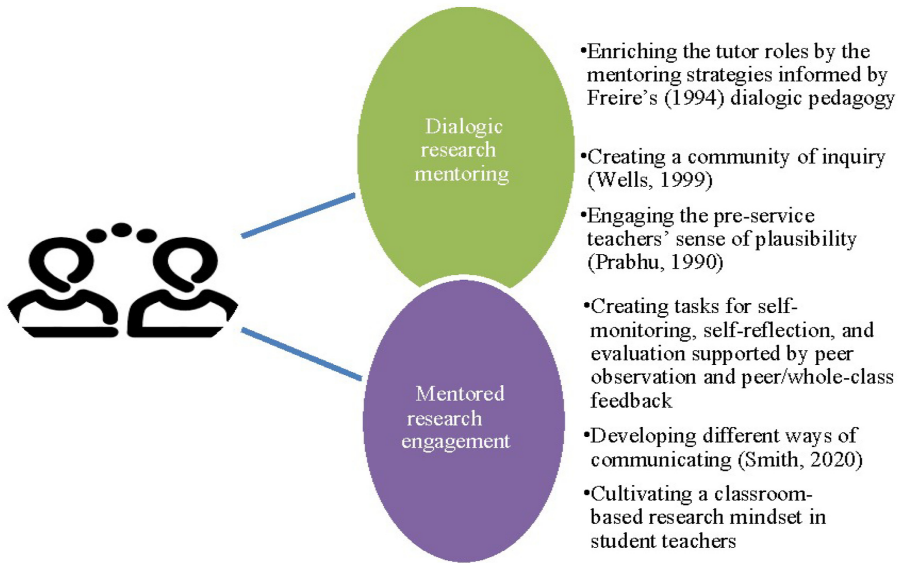 Dialogic
research
mentoring
•Enriching the tutor roles by the
mentoring strategies informed by
Freire’s (1994) dialogic pedagogy
•Creating a community of inquiry
(Wells, 1999)
•Engaging the pre-service
teachers’ sense of plausibility
(Prabhu, 1990)
Mentored
research
engagement
•Creating tasks for self-
monitoring, self-reflection, and
evaluation supported by peer
observation and peer/whole-class
feedback
•Developing different ways of
communicating (Smith, 2020)
•Cultivating a classroom-
based research mindset in
student teachers